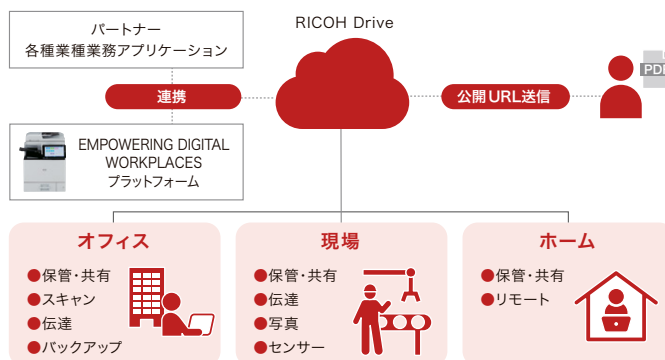 パートナー
各種業種業務アプリケーション
連携
EMPOWERING DIGITAL
WORKPLACES
プラットフォーム
RICOH Drive
公開URL送信
オフィス
●保管・共有
●スキャン
●伝達
●バックアップ
現場
●保管・共有
●伝達
●写真
●センサー
ホーム
●保管・共有
●リモート